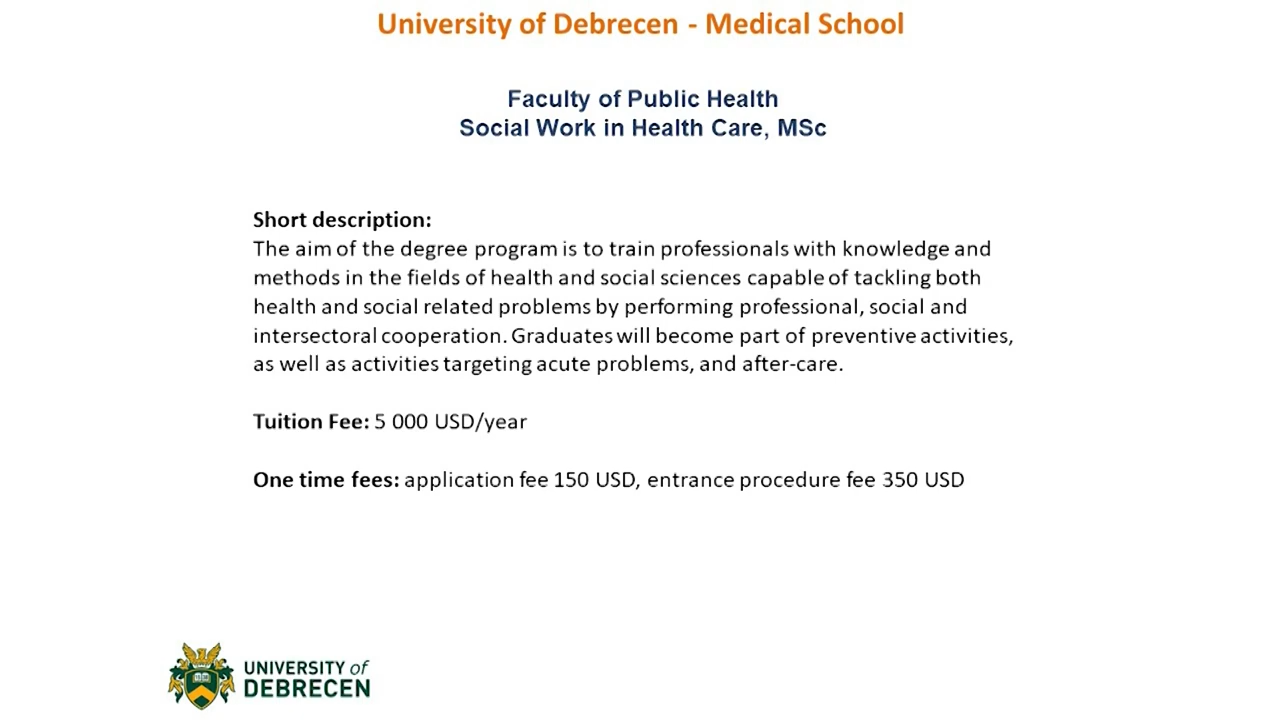 University of Debrecen - Medical School
Faculty of Public Health
Social Work in Health Care, MSc
Short description:
The aim of the degree program is to train professionals with knowledge and
methods in the fields of health and social sciences capable of tackling both
health and social related problems by performing professional, social and
intersectoral cooperation. Graduates will become part of preventive activities,
as well as activities targeting acute problems, and after-care.
Tuition Fee: 5 000 USD/year
One time fees: application fee 150 USD, entrance procedure fee 350 USD
UNIVERSITY of
DEBRECEN